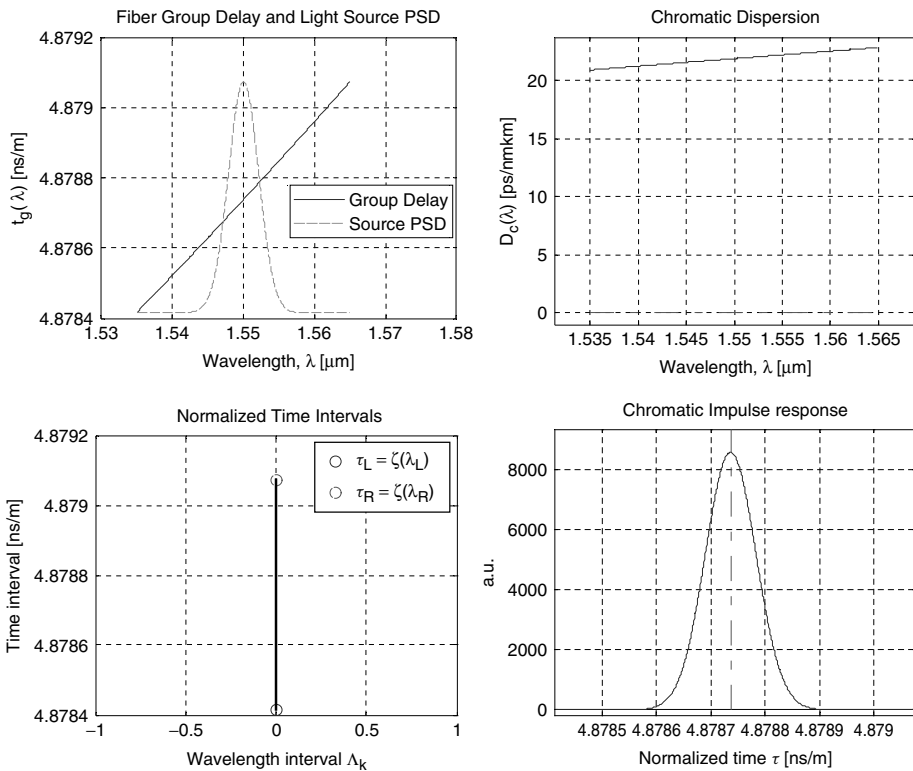 Fiber Group Delay and Light Source PSD
4.8792
4.879
4.8788
4.8786
4.8784
t_g(λ) [ns/m]
Group Delay
Source PSD
1.53 1.54 1.55 1.56 1.57 1.58
Wavelength, λ [μm]
Chromatic Dispersion
20
15
10
5
0
D_c(λ) [ps/nmkm]
1.535 1.54 1.545 1.55 1.555 1.56 1.565
Wavelength, λ [μm]
Normalized Time Intervals
4.8792
4.879
4.8788
4.8786
4.8784
Time interval [ns/m]
τ_L = ζ(λ_L)
τ_R = ζ(λ_R)
−1 −0.5 0 0.5 1
Wavelength interval Λ_k
Chromatic Impulse response
8000
6000
4000
2000
0
a.u.
4.8785 4.8786 4.8787 4.8788 4.8789 4.879
Normalized time τ [ns/m]